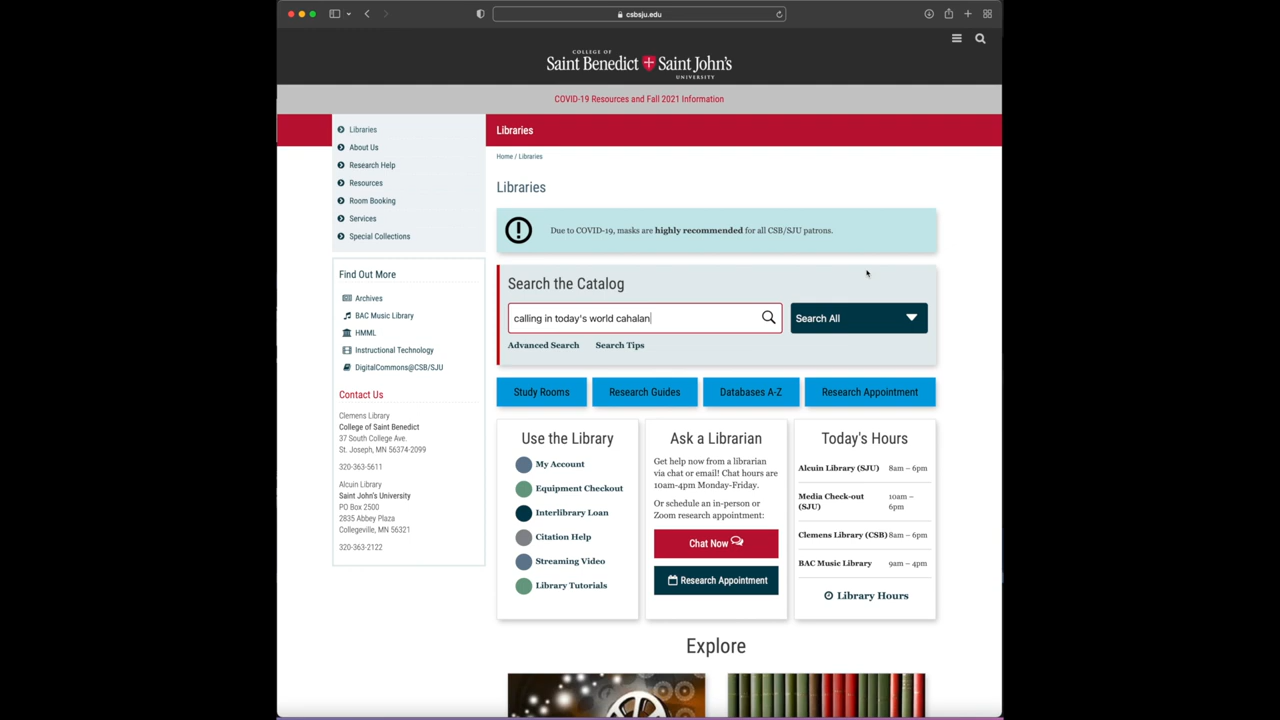 csbsju.edu
COLLEGE OF
Saint Benedict Saint John's
UNIVERSITY
COVID-19 Resources and Fall 2021 Information
Libraries
About Us
Research Help
Resources
Room Booking
Services
Special Collections
Find Out More
Archives
BAC Music Library
HMML
Instructional Technology
DigitalCommons@CSB/SJU
Contact Us
Clemens Library
College of Saint Benedict
37 South College Ave.
St. Joseph, MN 56374-2099
320-363-5611
Alcuin Library
Saint John's University
PO Box 2500
2835 Abbey Plaza
Collegeville, MN 56321
320-363-2122
Libraries
Home / Libraries
Libraries
Due to COVID-19, masks are highly recommended for all CSB/SJU patrons.
Search the Catalog
calling in today's world cahalan
Search All
Advanced Search Search Tips
Study Rooms
Research Guides
Databases A-Z
Research Appointment
Use the Library
My Account
Equipment Checkout
Interlibrary Loan
Citation Help
Streaming Video
Library Tutorials
Ask a Librarian
Get help now from a librarian
via chat or email! Chat hours are
10am-4pm Monday-Friday.
Or schedule an in-person or
Zoom research appointment:
Chat Now
Research Appointment
Today's Hours
Alcuin Library (SJU) 8am – 6pm
Media Check-out 10am –
(SJU) 6pm
Clemens Library (CSB) 8am – 6pm
BAC Music Library 9am – 4pm
Library Hours
Explore